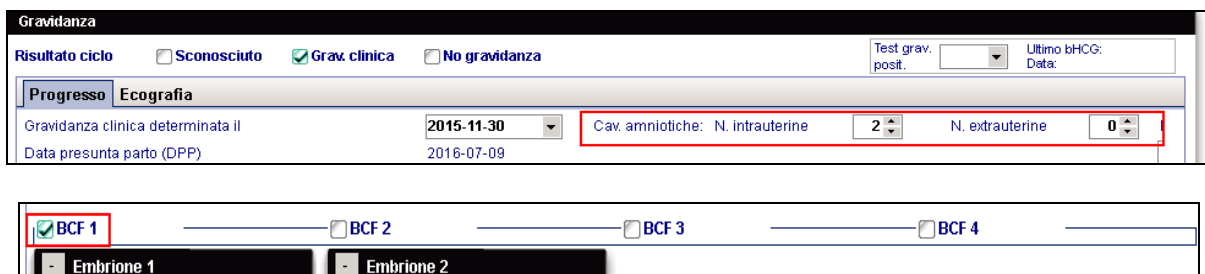 Gravidanza
Risultato ciclo Sconosciuto Grav. clinica No gravidanza Test grav. posit. Ultimo bHCG:
Data:
Progresso Ecografia
Gravidanza clinica determinata il 2015-11-30 Cav. amniotiche: N. intrauterine 2 N. extrauterine 0
Data presunta parto (DPP) 2016-07-09
BCF 1 BCF 2 BCF 3 BCF 4
- Embrione 1 - Embrione 2